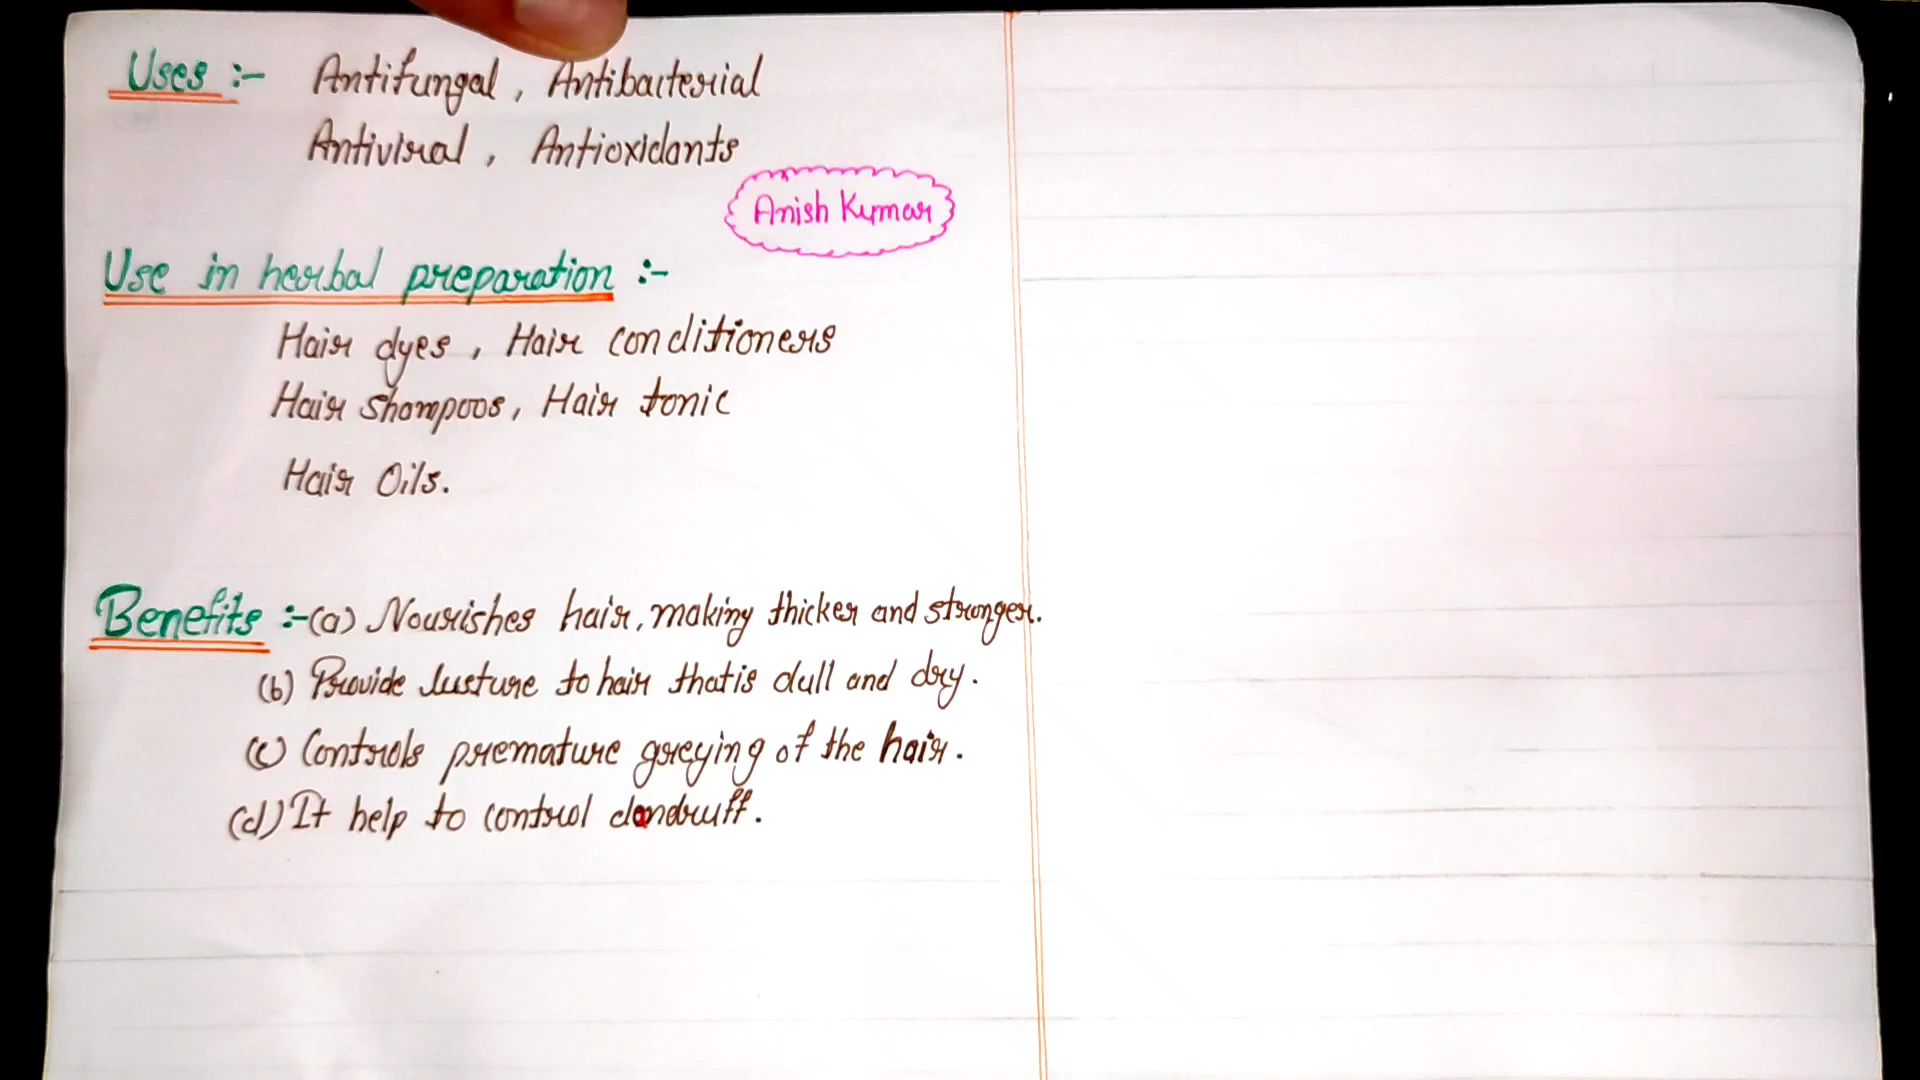 Uses :- Antifungal, Antibacterial
Antiviral, Antioxidants
Anish Kumar
Use in herbal preparation :-
Hair dyes, Hair conditioners
Hair Shampoos, Hair tonic
Hair Oils.
Benefits :- (a) Nourishes hair, making thicker and stronger.
(b) Provide lusture to hair that is dull and dry.
(c) Controls premature greying of the hair.
(d) It help to control dandruff.